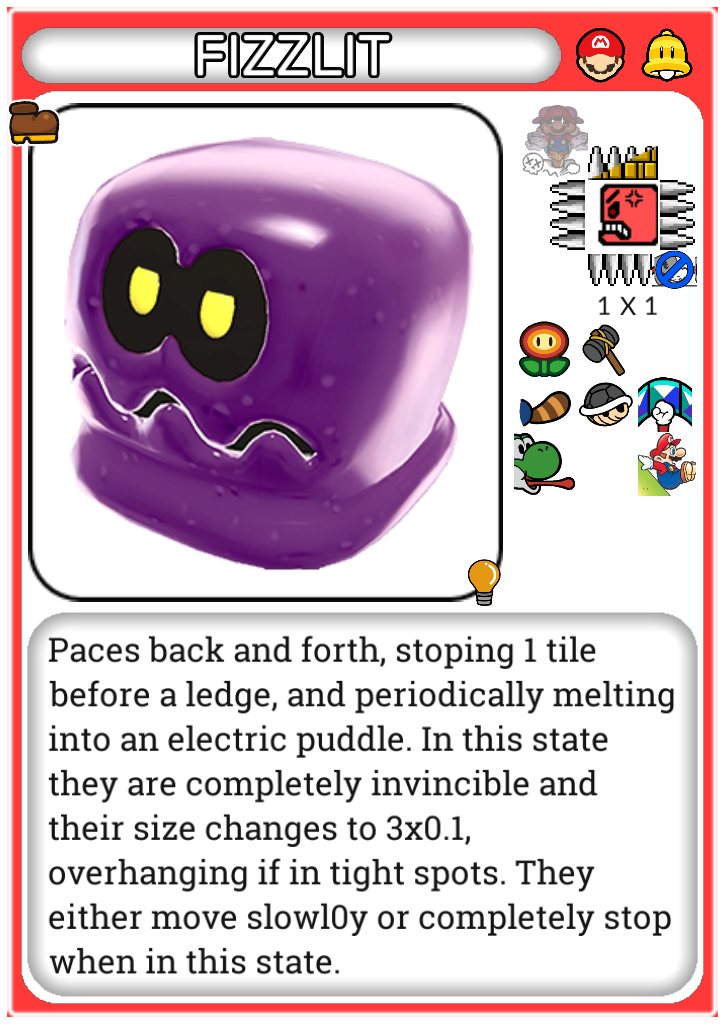 FIZZLIT
1 X 1
Paces back and forth, stoping 1 tile
before a ledge, and periodically melting
into an electric puddle. In this state
they are completely invincible and
their size changes to 3x0.1,
overhanging if in tight spots. They
either move slowl0y or completely stop
when in this state.